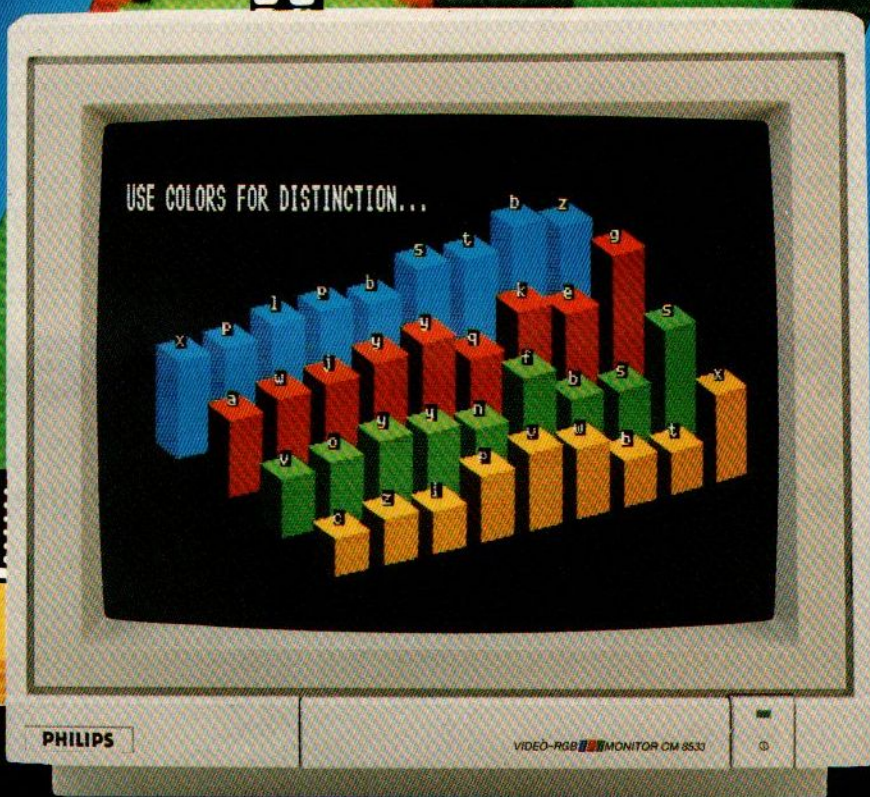 USE COLORS FOR DISTINCTION...
x p l p b s t b z
a w j y y q k e g
v o y y n f b s s
z i p v w h t x
PHILIPS
VIDEO-RGB MONITOR CM 8533